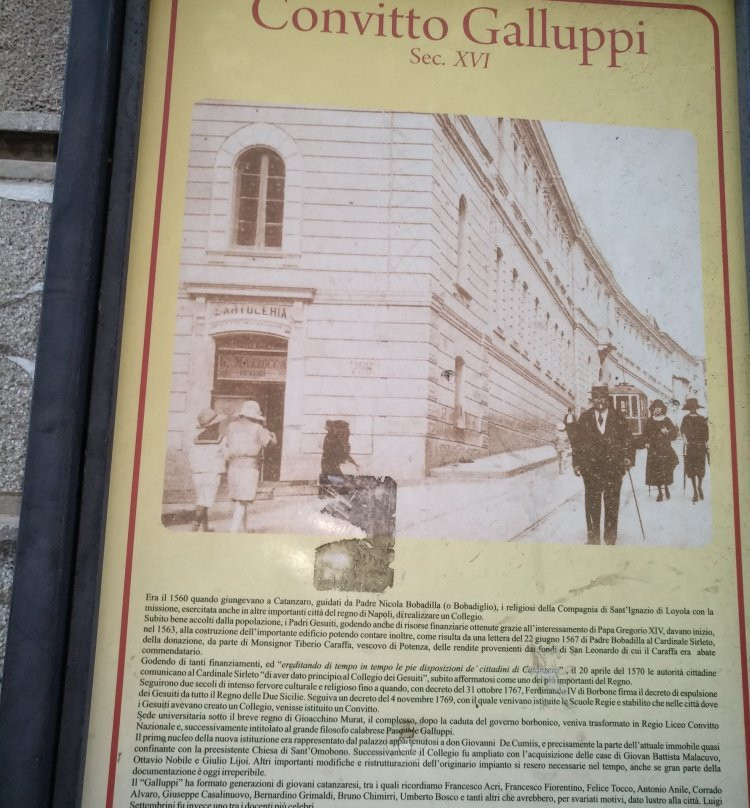 Convitto Galluppi
Sec. XVI
CARTOLERIA
Era il 1560 quando giungevano a Catanzaro, guidati da Padre Nicola Bobadilla (o Bobadiglio), i religiosi della Compagnia di Sant'Ignazio di Loyola con la
missione, esercitata anche in altre importanti città del regno di Napoli, di realizzare un Collegio.
Subito bene accolti dalla popolazione, i Padri Gesuiti, godendo anche di risorse finanziarie ottenute grazie all'interessamento di Papa Gregorio XIV, davano inizio,
nel 1563, alla costruzione dell'importante edificio potendo contare inoltre, come risulta da una lettera del 22 giugno 1567 di Padre Bobadilla al Cardinale Sirleto,
della donazione, da parte di Monsignor Tiberio Caraffa, vescovo di Potenza, delle rendite provenienti dai fondi di San Leonardo di cui il Caraffa era abate
commendatario.
Godendo di tanti finanziamenti, ed "ereditando di tempo in tempo le pie disposizioni de' cittadini di Catanzaro", il 20 aprile del 1570 le autorità cittadine
comunicano al Cardinale Sirleto "di aver dato principio al Collegio dei Gesuiti", subito affermatosi come uno dei più importanti del Regno.
Seguirono due secoli di intenso fervore culturale e religioso fino a quando, con decreto del 31 ottobre 1767, Ferdinando IV di Borbone firma il decreto di espulsione
dei Gesuiti da tutto il Regno delle Due Sicilie. Seguiva un decreto del 4 novembre 1769, con il quale venivano istituite le Scuole Regie e stabilito che nelle città dove
i Gesuiti avevano creato un Collegio, venisse istituito un Convitto.
Sede universitaria sotto il breve regno di Gioacchino Murat, il complesso, dopo la caduta del governo borbonico, veniva trasformato in Regio Liceo Convitto
Nazionale e, successivamente intitolato al grande filosofo calabrese Pasquale Galluppi.
Il primo nucleo della nuova istituzione era rappresentato dal palazzo appartenutosi a don Giovanni De Cumiis, e precisamente la parte dell'attuale immobile quasi
confinante con la preesistente Chiesa di Sant'Omobono. Successivamente il Collegio fu ampliato con l'acquisizione delle case di Giovan Battista Malacuvo,
Ottavio Nobile e Giulio Lijoi. Altri importanti modifiche e ristrutturazioni dell'originario impianto si resero necessarie nel tempo, anche se gran parte della
documentazione è oggi irreperibile.
Il "Galluppi" ha formato generazioni di giovani catanzaresi, tra i quali ricordiamo Francesco Acri, Francesco Fiorentino, Felice Tocco, Antonio Anile, Corrado
Alvaro, Giuseppe Casalinuovo, Bernardino Grimaldi, Bruno Chimirri, Umberto Bosco e tanti altri che avrebbero, per svariati motivi, dato lustro alla città. Luigi
Settembrini fu invece uno tra i docenti più celebri